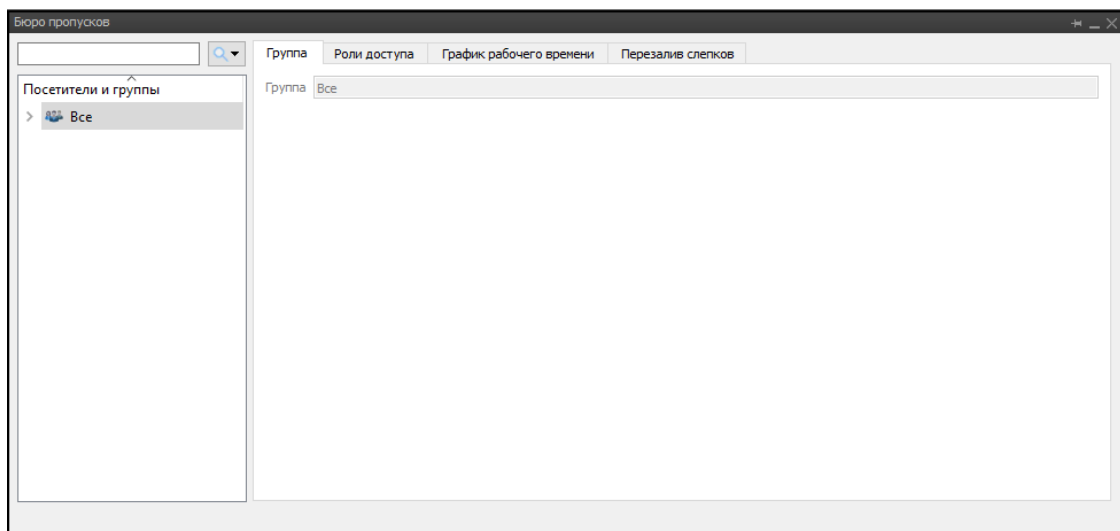 Бюро пропусков
Группа Роли доступа График рабочего времени Перезалив слепков
Посетители и группы
Группа Все
Все